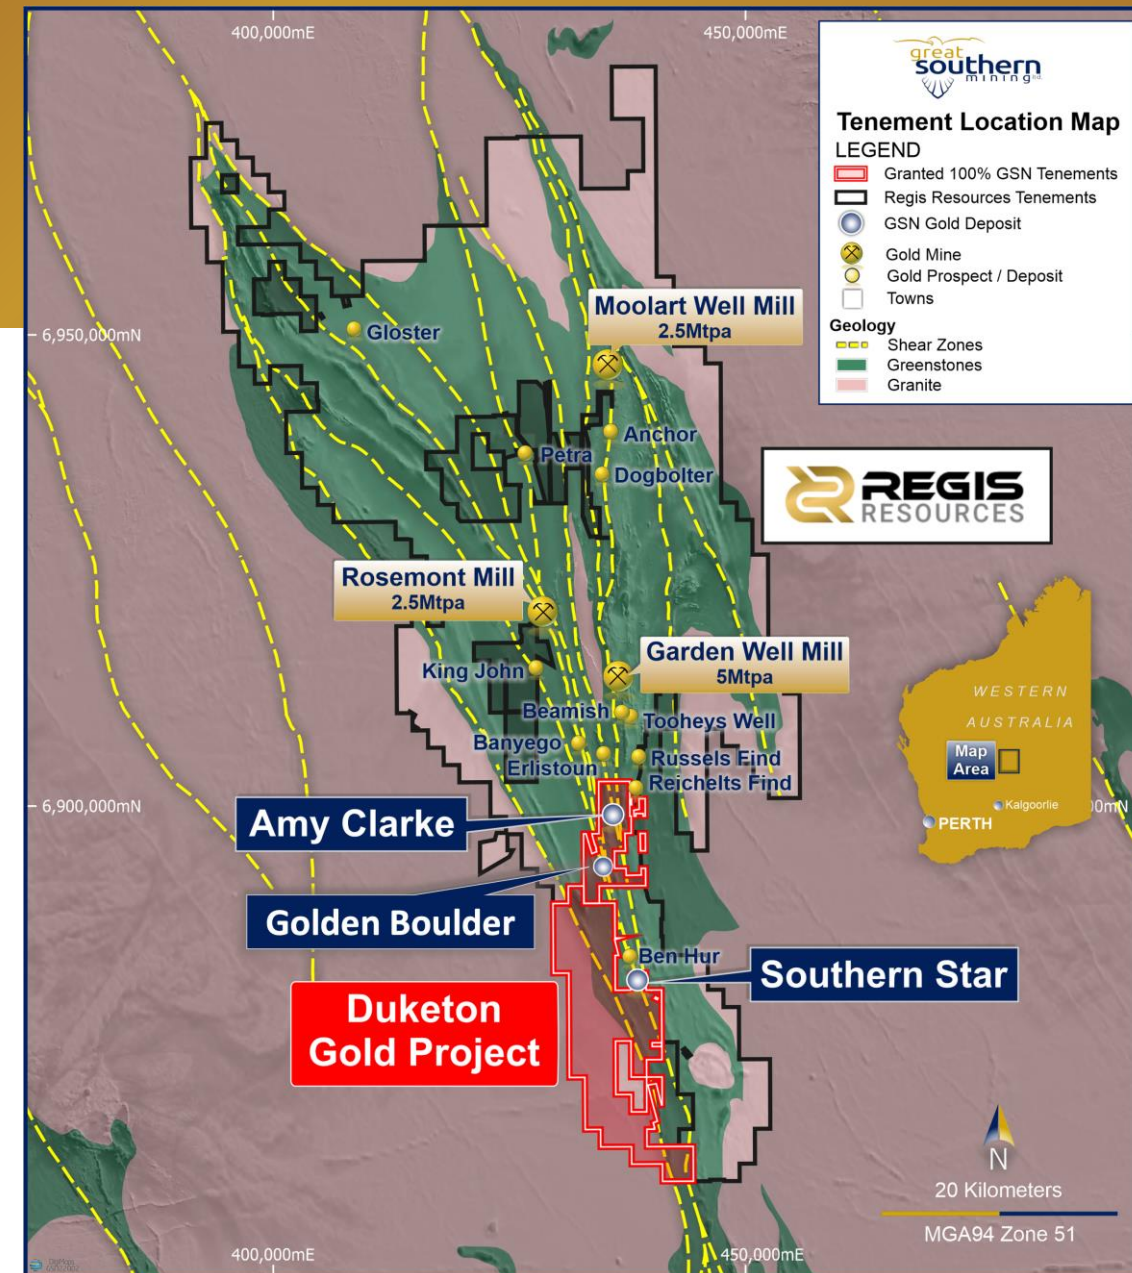 400,000mE
450,000mE
great
southern
mining
Tenement Location Map
LEGEND
Granted 100% GSN Tenements
Regis Resources Tenements
GSN Gold Deposit
Gold Mine
Gold Prospect / Deposit
Towns
Geology
Shear Zones
Greenstones
Granite
6,950,000mN
Gloster
Moolart Well Mill
2.5Mtpa
Anchor
Petra
Dogbolter
REGIS
RESOURCES
Rosemont Mill
2.5Mtpa
King John
Garden Well Mill
5Mtpa
Beamish
Tooheys Well
Banyego
Erlistoun
Russels Find
Reichelts Find
WESTERN
AUSTRALIA
Map
Area
Kalgoorlie
PERTH
6,900,000mN
00mN
Amy Clarke
Golden Boulder
Ben Hur
Southern Star
Duketon
Gold Project
N
20 Kilometers
MGA94 Zone 51
400,000mE
450,000mE